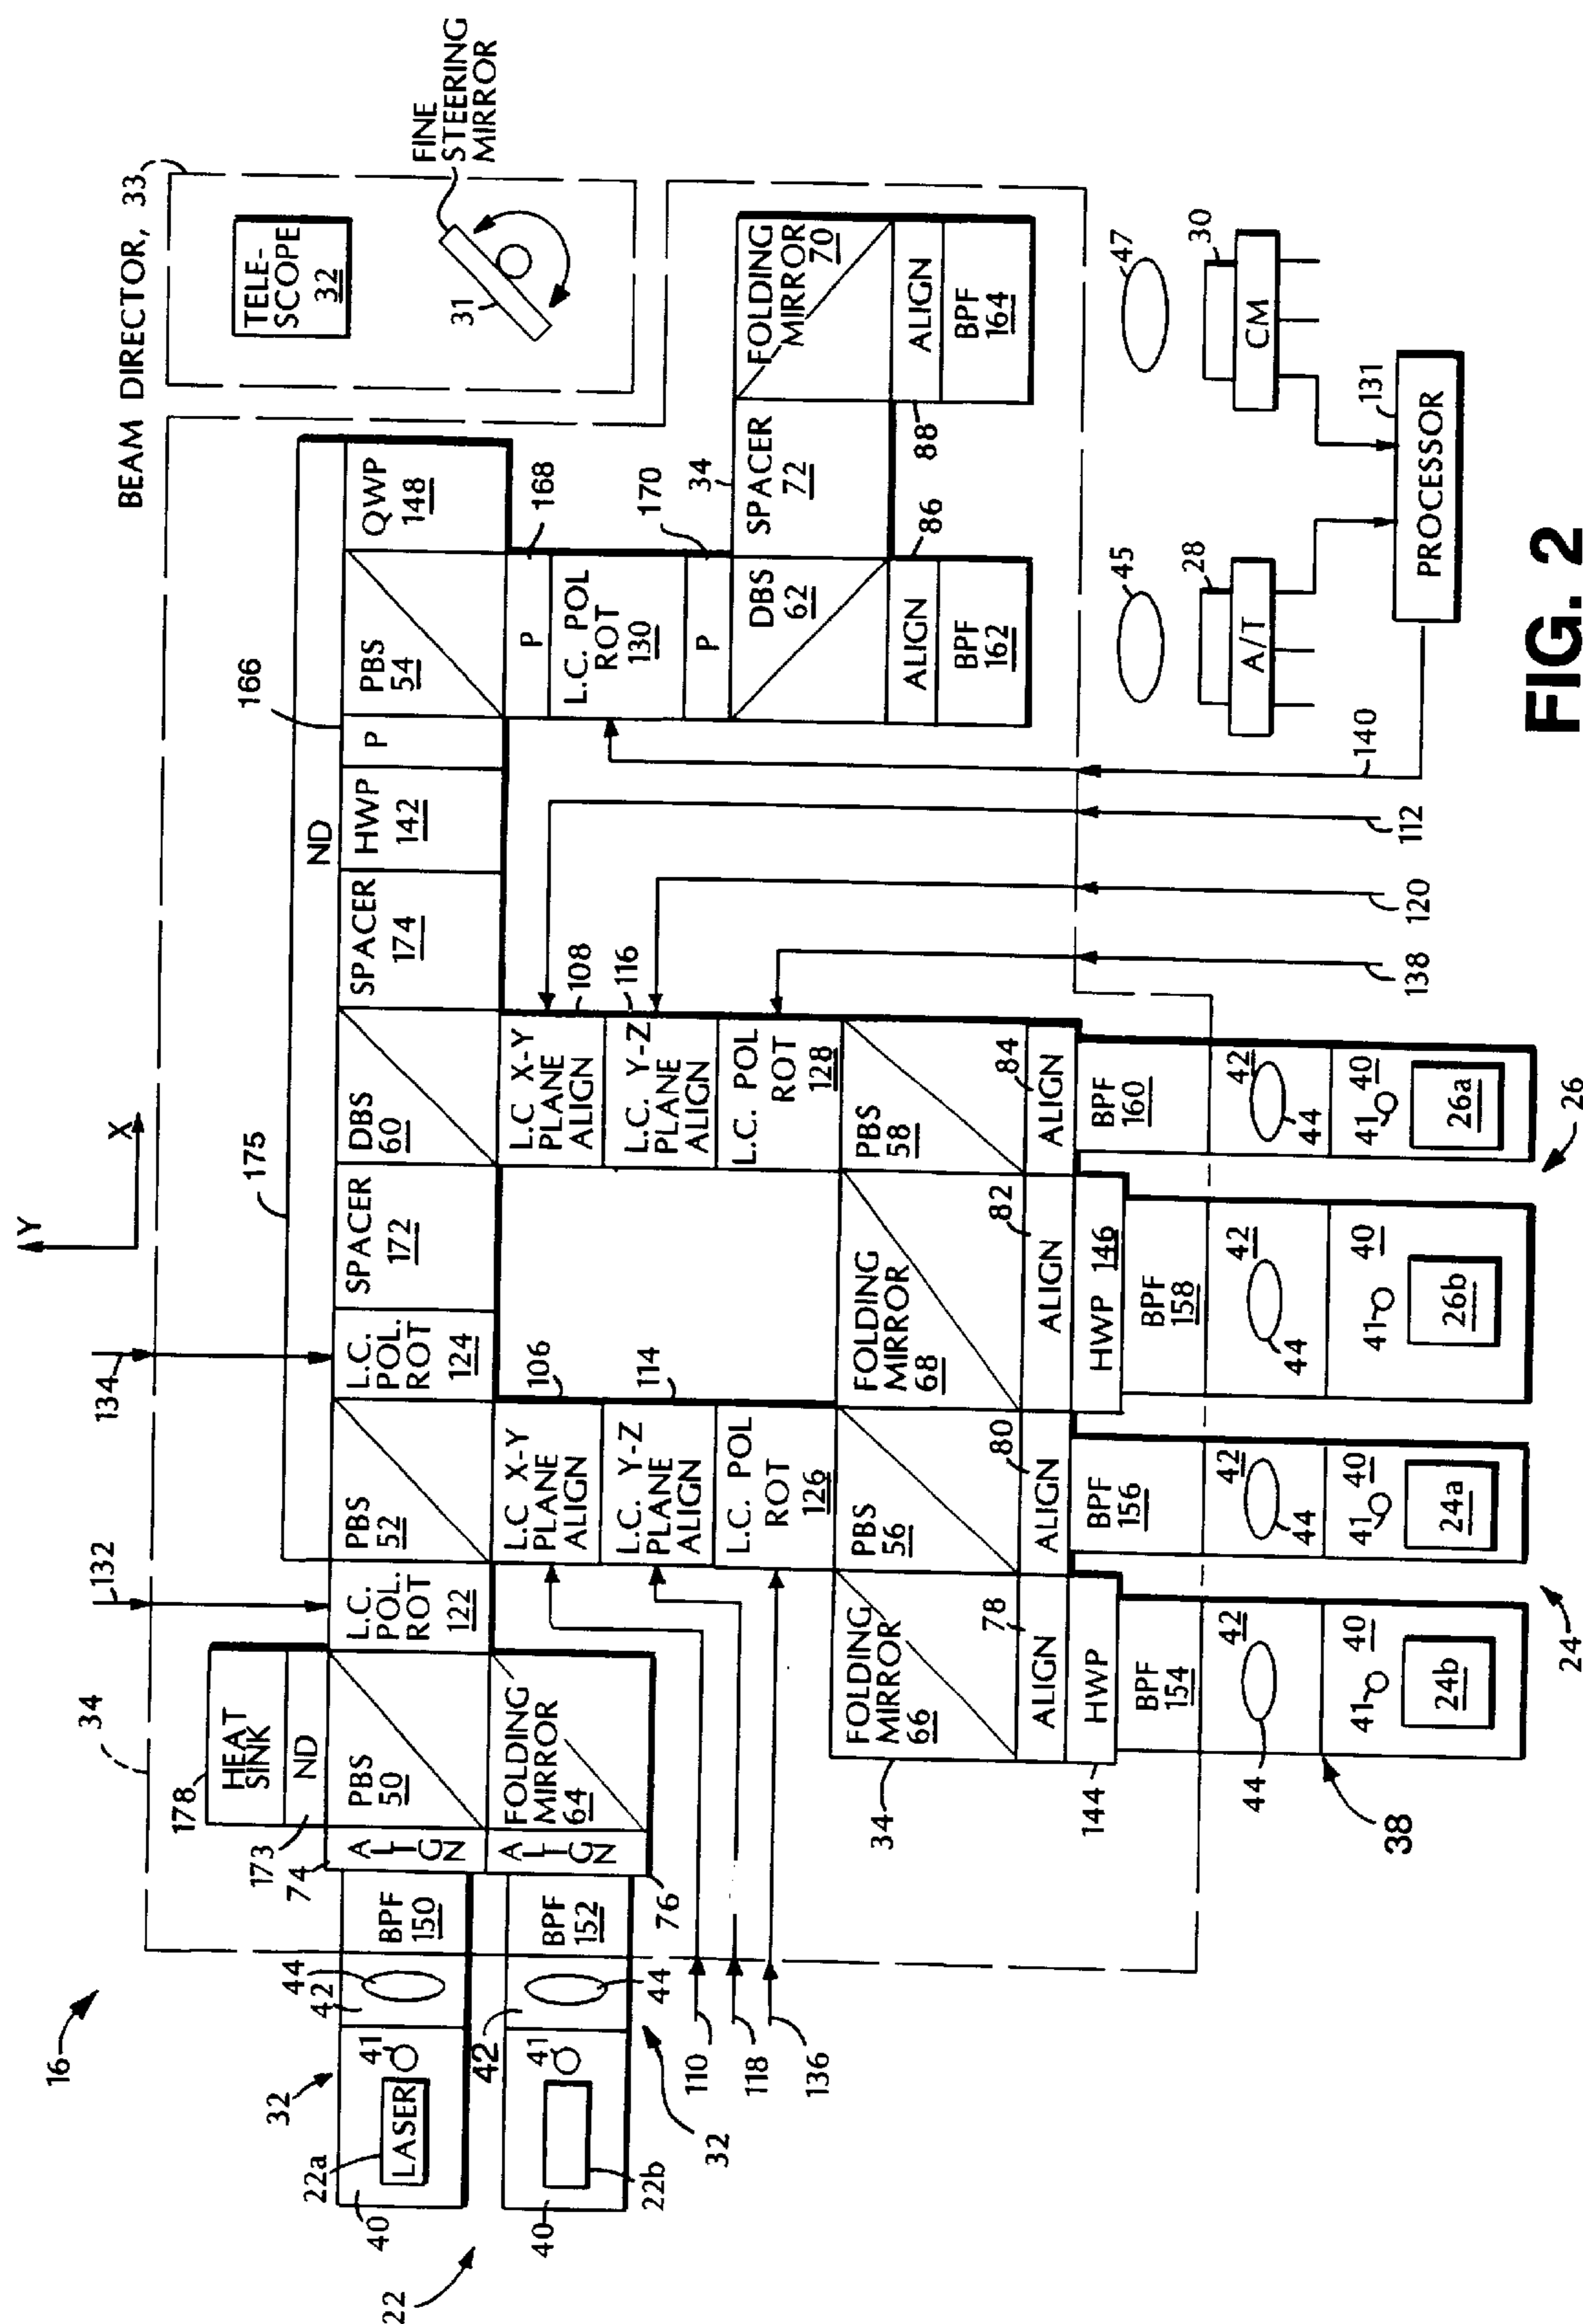 16
34
132
134
Y
X
175
166
BEAM DIRECTOR, 33
TELE-
SCOPE
32
FINE
STEERING
MIRROR
31
178
HEAT
SINK
173
ND
ND
32
22a
LASER
40
41
44
42
BPF
150
74
ALIGN
PBS
50
L.C.
POL.
ROT
122
PBS
52
L.C.
POL.
ROT
124
SPACER
172
DBS
60
SPACER
174
HWP
142
P
PBS
54
QWP
148
22
22b
40
41
42
44
32
BPF
152
ALIGN
76
FOLDING
MIRROR
64
L.C X-Y
PLANE
ALIGN
106
L.C. Y-Z
PLANE
ALIGN
114
L.C. POL
ROT
126
L.C X-Y
PLANE
ALIGN
108
L.C. Y-Z
PLANE
ALIGN
116
L.C. POL
ROT
128
P
168
L.C. POL
ROT
130
P
170
34
DBS
62
SPACER
72
FOLDING
MIRROR
70
ALIGN
86
ALIGN
88
BPF
162
BPF
164
110
118
136
34
FOLDING
MIRROR
66
PBS
56
FOLDING
MIRROR
68
PBS
58
78
ALIGN
80
ALIGN
82
ALIGN
84
ALIGN
144
HWP
HWP 146
BPF
154
BPF
156
BPF
158
BPF
160
42
44
42
44
42
44
42
44
38
40
41
24b
40
41
24a
40
41
26b
40
41
26a
24
26
138
120
112
140
45
47
28
A/T
30
CM
131
PROCESSOR
FIG. 2